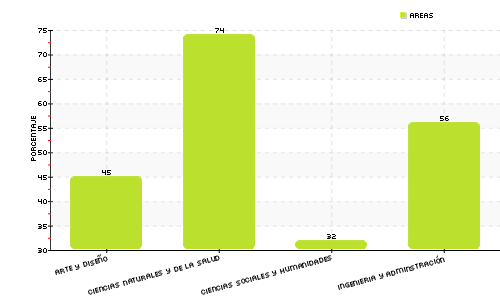 AREAS
75
70
65
60
55
50
45
40
35
30
PORCENTAJE
45
74
32
56
ARTE Y DISEÑO
CIENCIAS NATURALES Y DE LA SALUD
CIENCIAS SOCIALES Y HUMANIDADES
INGENIERIA Y ADMINSTRACIÓN